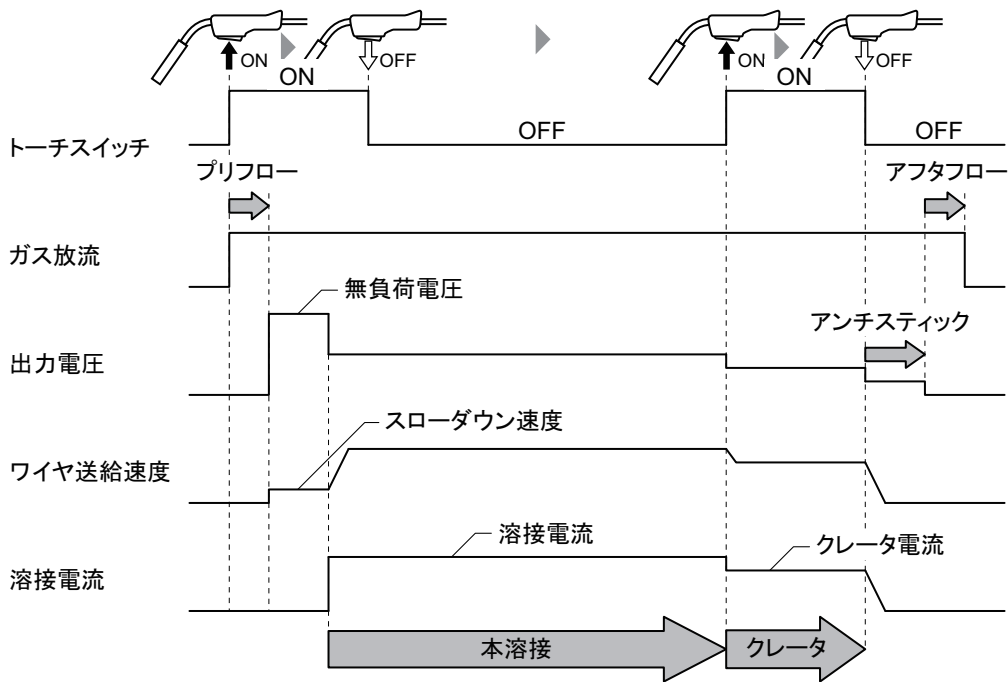 ON
OFF
ON
OFF
ON
ON
OFF
OFF
トーチスイッチ
プリフロー
アフタフロー
ガス放流
無負荷電圧
アンチスティック
出力電圧
スローダウン速度
ワイヤ送給速度
溶接電流
クレータ電流
溶接電流
本溶接
クレータ